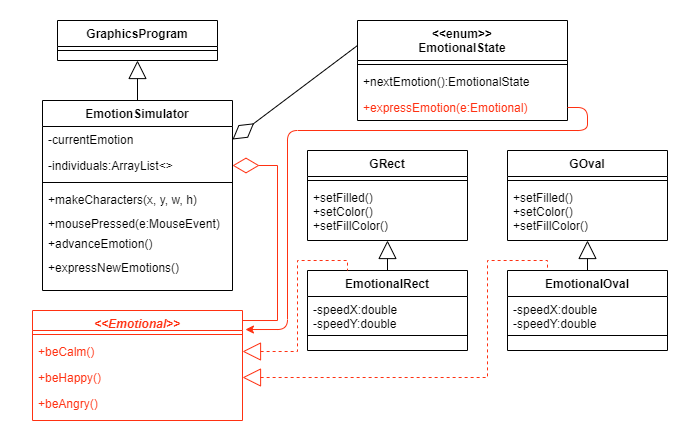 GraphicsProgram
<<enum>>
EmotionalState
+nextEmotion():EmotionalState
+expressEmotion(e:Emotional)
EmotionSimulator
-currentEmotion
-individuals:ArrayList<>
+makeCharacters(x, y, w, h)
+mousePressed(e:MouseEvent)
+advanceEmotion()
+expressNewEmotions()
GRect
+setFilled()
+setColor()
+setFillColor()
GOval
+setFilled()
+setColor()
+setFillColor()
EmotionalRect
-speedX:double
-speedY:double
EmotionalOval
-speedX:double
-speedY:double
<<Emotional>>
+beCalm()
+beHappy()
+beAngry()